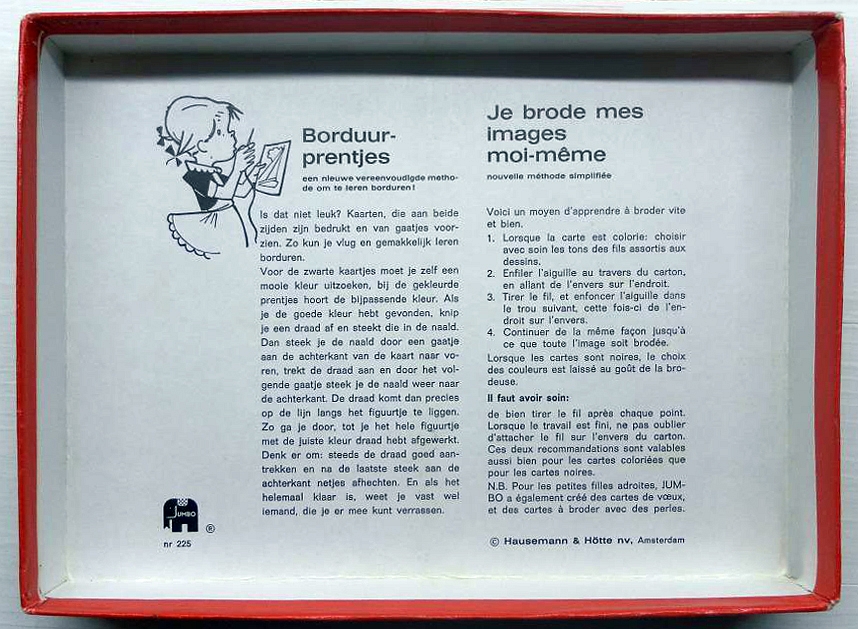 Borduur-
prentjes
een nieuwe vereenvoudigde metho-
de om te leren borduren!
Is dat niet leuk? Kaarten, die aan beide
zijden zijn bedrukt en van gaatjes voor-
zien. Zo kun je vlug en gemakkelijk leren
borduren.
Voor de zwarte kaartjes moet je zelf een
mooie kleur uitzoeken, bij de gekleurde
prentjes hoort de bijpassende kleur. Als
je de goede kleur hebt gevonden, knip
je een draad af en steekt die in de naald.
Dan steek je de naald door een gaatje
aan de achterkant van de kaart naar vo-
ren, trekt de draad aan en door het vol-
gende gaatje steek je de naald weer naar
de achterkant. De draad komt dan precies
op de lijn langs het figuurtje te liggen.
Zo ga je door, tot je het hele figuurtje
met de juiste kleur draad hebt afgewerkt.
Denk er om: steeds de draad goed aan-
trekken en na de laatste steek aan de
achterkant netjes afhechten. En als het
helemaal klaar is, weet je vast wel
iemand, die je er mee kunt verrassen.
JUMBO
®
nr 225
Je brode mes
images
moi-même
nouvelle méthode simplifiée
Voici un moyen d'apprendre à broder vite
et bien.
1. Lorsque la carte est colorie: choisir
avec soin les tons des fils assortis aux
dessins.
2. Enfiler l'aiguille au travers du carton,
en allant de l'envers sur l'endroit.
3. Tirer le fil, et enfoncer l'aiguille dans
le trou suivant, cette fois-ci de l'en-
droit sur l'envers.
4. Continuer de la même façon jusqu'à
ce que toute l'image soit brodée.
Lorsque les cartes sont noires, le choix
des couleurs est laissé au goût de la bro-
deuse.
Il faut avoir soin:
de bien tirer le fil après chaque point.
Lorsque le travail est fini, ne pas oublier
d'attacher le fil sur l'envers du carton.
Ces deux recommandations sont valables
aussi bien pour les cartes coloriées que
pour les cartes noires.
N.B. Pour les petites filles adroites, JUM-
BO a également créé des cartes de vœux,
et des cartes à broder avec des perles.
© Hausemann & Hötte nv, Amsterdam